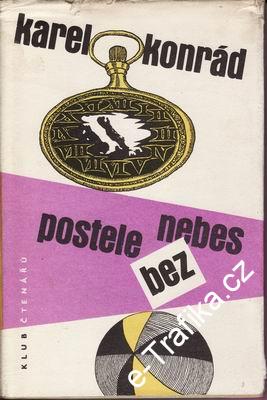 karel
konrád
postele nebes
bez
KLUB ČTENÁŘŮ
e-Trafika.cz